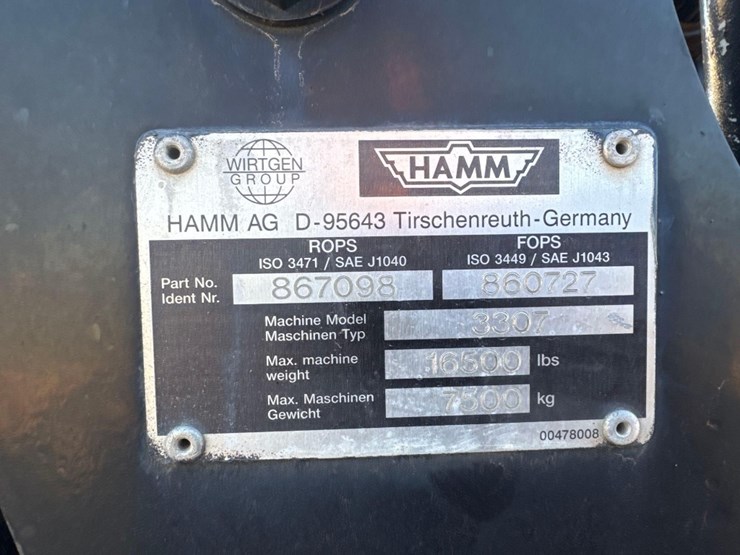 WIRTGEN
GROUP
HAMM
HAMM AG D-95643 Tirschenreuth-Germany
ROPS
ISO 3471 / SAE J1040
FOPS
ISO 3449 / SAE J1043
Part No.
Ident Nr.
867098
860727
Machine Model
Maschinen Typ
3307
Max. machine
weight
16500 lbs
Max. Maschinen
Gewicht
7500 kg
00478008